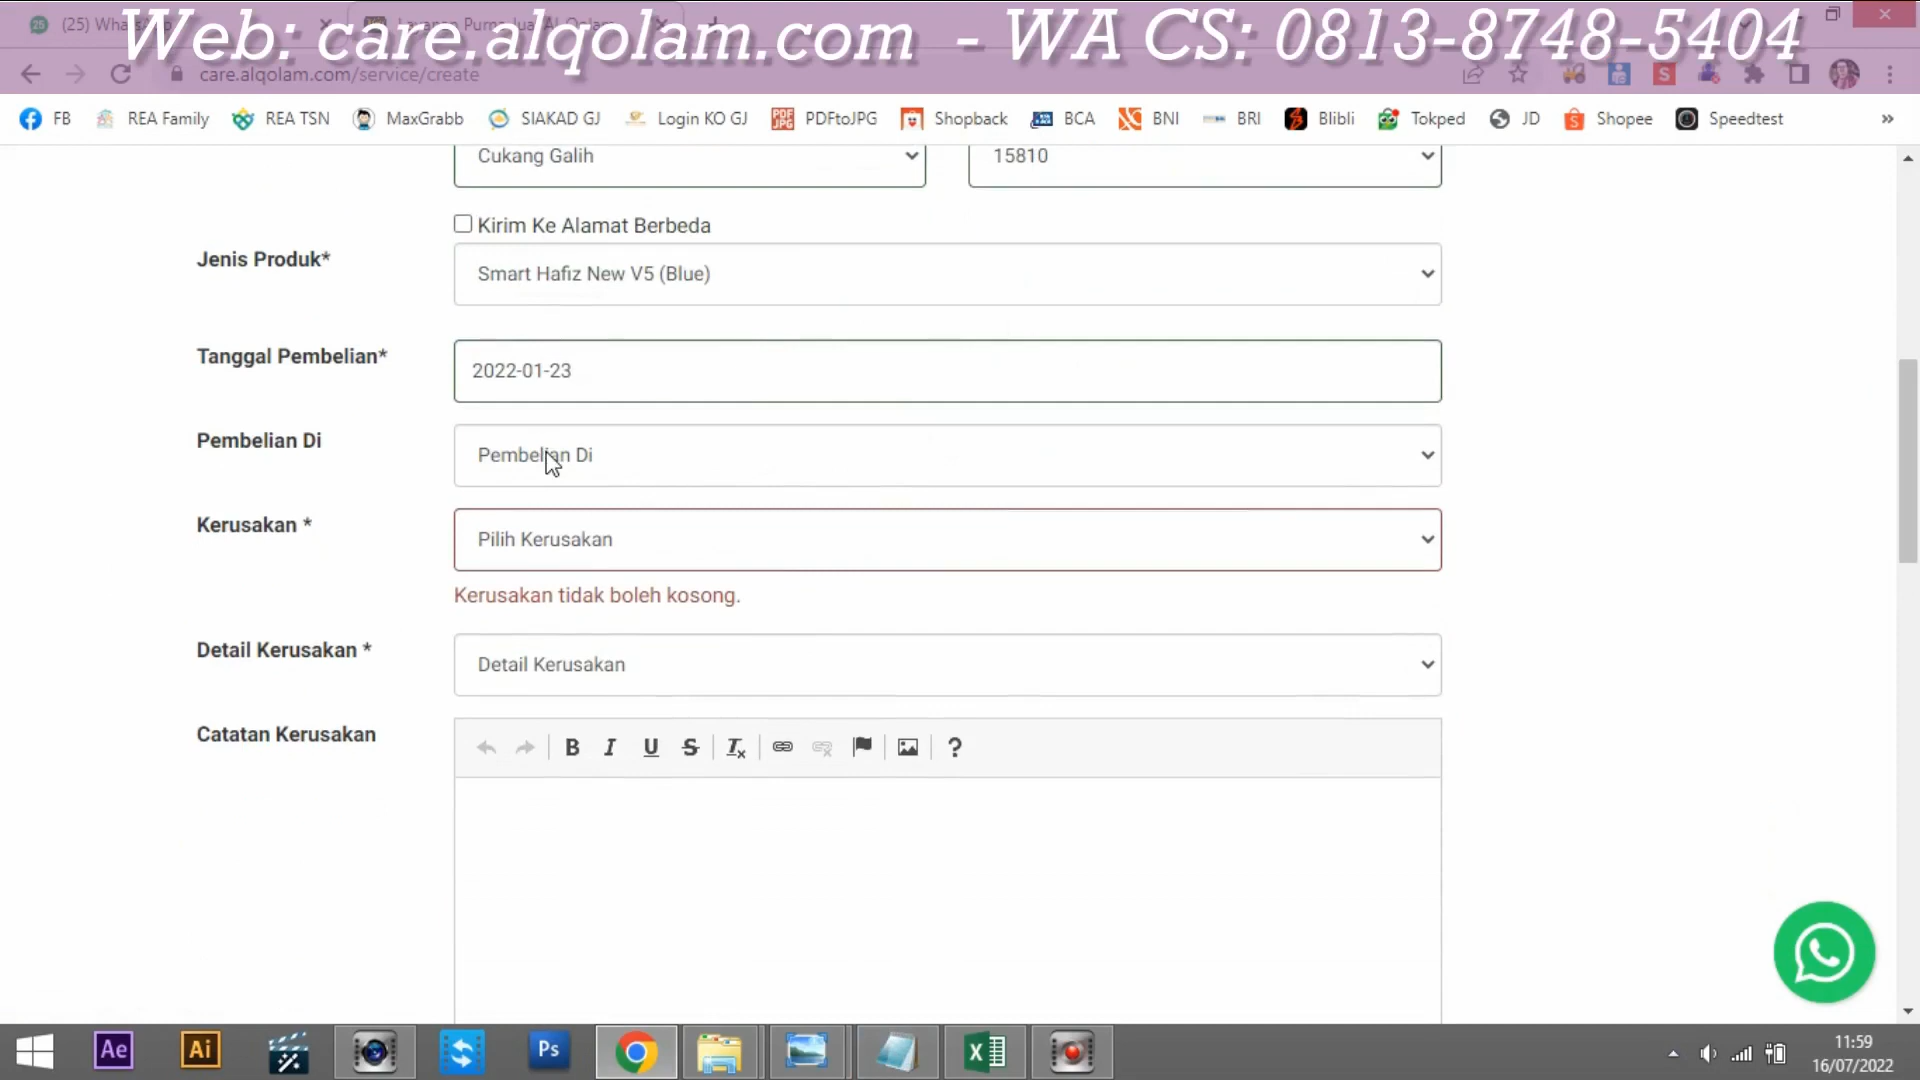 Web: care.alqolam.com - WA CS: 0813-8748-5404
care.alqolam.com/service/create
FB REA Family REA TSN MaxGrabb SIAKAD GJ Login KO GJ PDFtoJPG Shopback BCA BNI BRI Blibli Tokped JD Shopee Speedtest »
Cukang Galih 15810
Kirim Ke Alamat Berbeda
Jenis Produk*
Smart Hafiz New V5 (Blue)
Tanggal Pembelian*
2022-01-23
Pembelian Di
Pembelian Di
Kerusakan *
Pilih Kerusakan
Kerusakan tidak boleh kosong.
Detail Kerusakan *
Detail Kerusakan
Catatan Kerusakan
B I U S Tx ?
Ae Ai Ps
11:59
16/07/2022